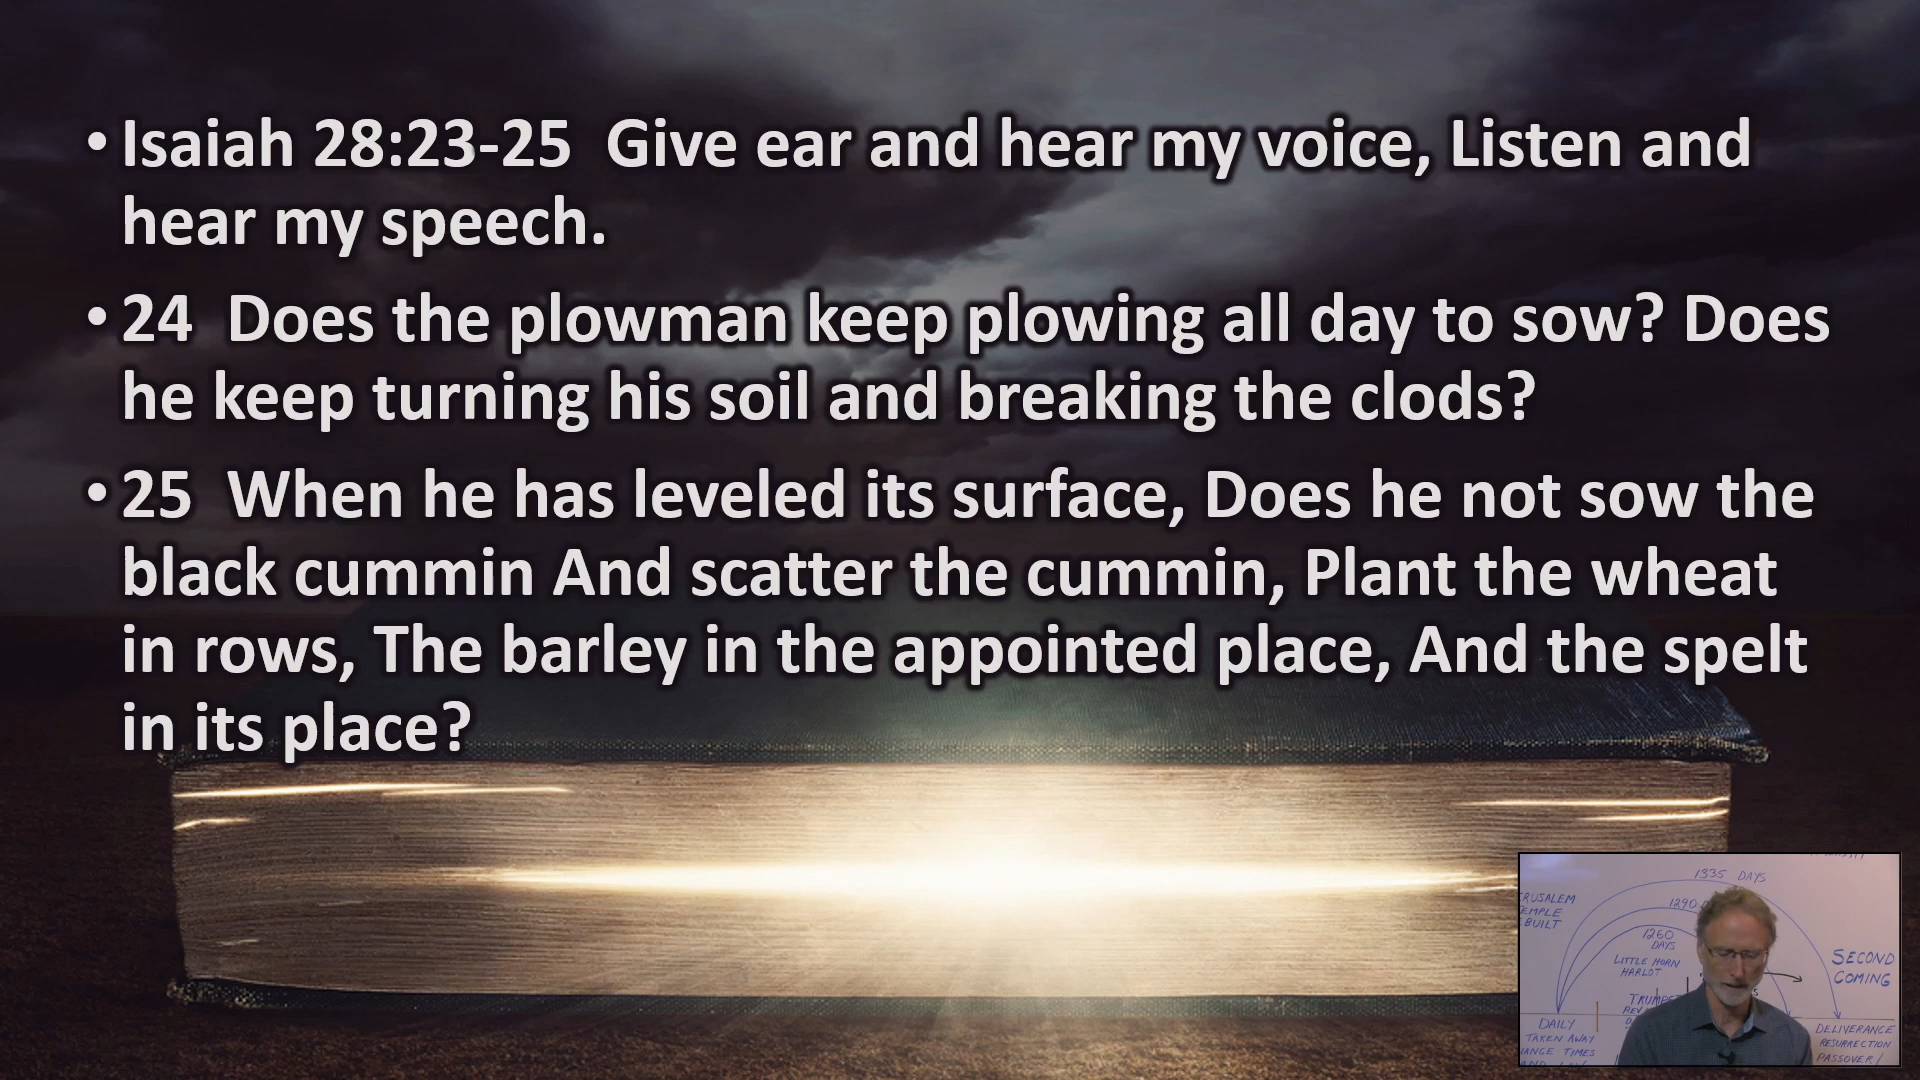 • Isaiah 28:23-25  Give ear and hear my voice, Listen and
hear my speech.
• 24  Does the plowman keep plowing all day to sow? Does
he keep turning his soil and breaking the clods?
• 25  When he has leveled its surface, Does he not sow the
black cummin And scatter the cummin, Plant the wheat
in rows, The barley in the appointed place, And the spelt
in its place?
1335 DAYS
1290
1260
DAYS
LITTLE HORN
HARLOT
SECOND
COMING
DAILY
TAKEN AWAY
TIMES
DELIVERANCE
RESURRECTION
PASSOVER/
BUILT